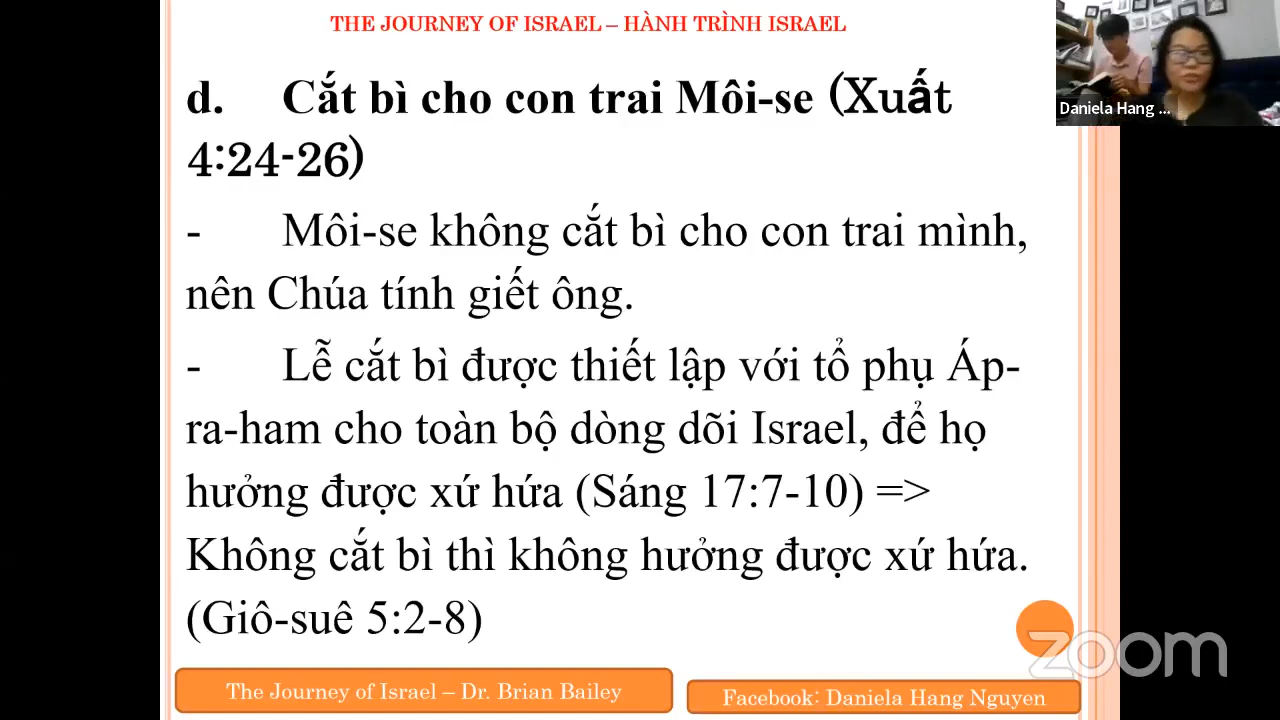 THE JOURNEY OF ISRAEL – HÀNH TRÌNH ISRAEL
d. Cắt bì cho con trai Môi-se (Xuất
4:24-26)
- Môi-se không cắt bì cho con trai mình,
nên Chúa tính giết ông.
- Lễ cắt bì được thiết lập với tổ phụ Áp-
ra-ham cho toàn bộ dòng dõi Israel, để họ
hưởng được xứ hứa (Sáng 17:7-10) =>
Không cắt bì thì không hưởng được xứ hứa.
(Giô-suê 5:2-8)
The Journey of Israel – Dr. Brian Bailey
Facebook: Daniela Hang Nguyen
Daniela Hang ...
zoom